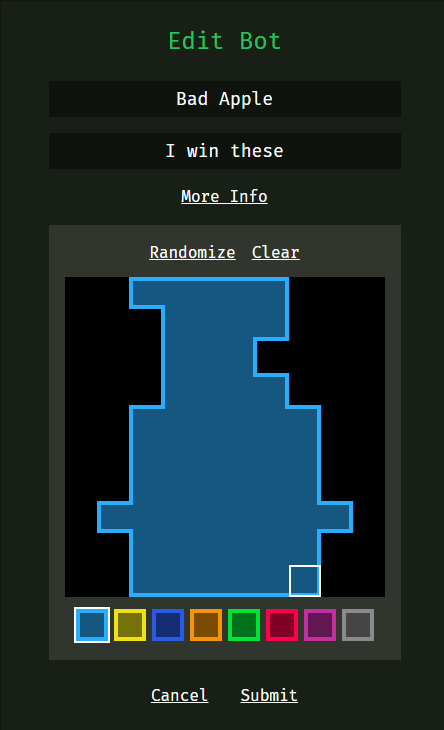 Edit Bot
Bad Apple
I win these
More Info
Randomize Clear
Cancel Submit